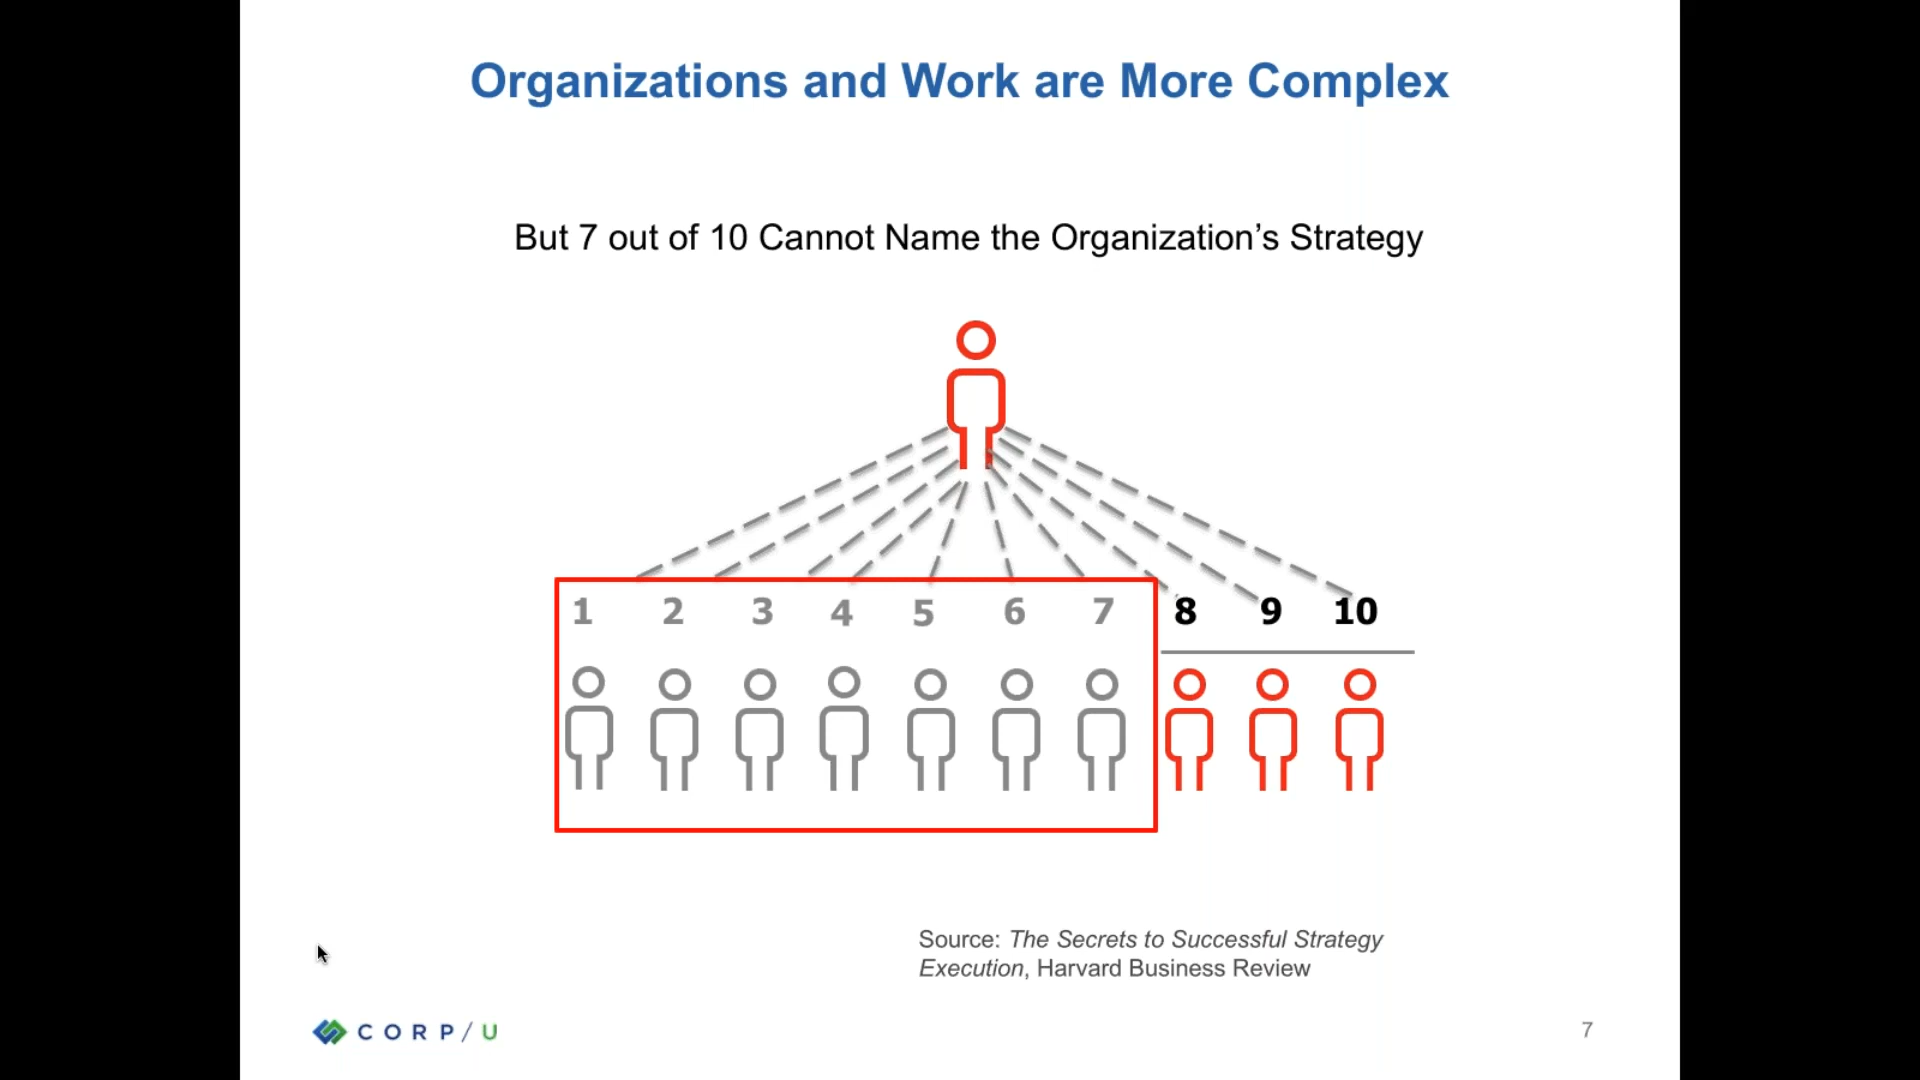 Organizations and Work are More Complex
But 7 out of 10 Cannot Name the Organization’s Strategy
1 2 3 4 5 6 7 8 9 10
Source: The Secrets to Successful Strategy
Execution, Harvard Business Review
CORP/U
7